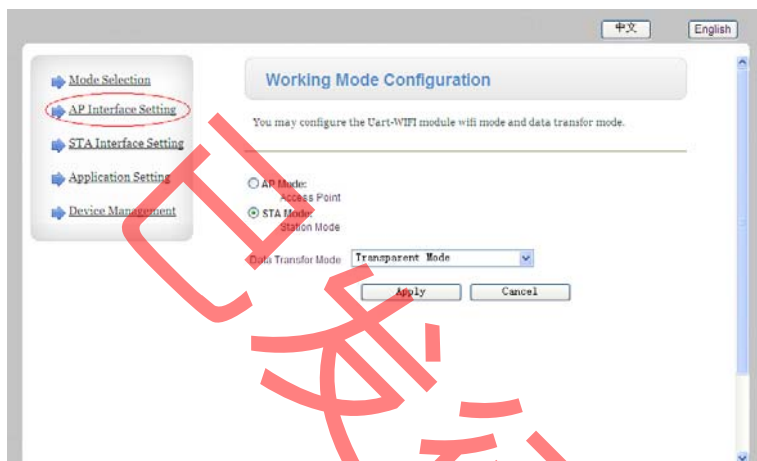 中文 English
Mode Selection
AP Interface Setting
STA Interface Setting
Application Setting
Device Management
Working Mode Configuration
You may configure the Uart-WIFI module wifi mode and data transfor mode.
AP Mode:
Access Point
STA Mode:
Station Mode
Data Transfor Mode Transparent Mode
Apply Cancel
已发